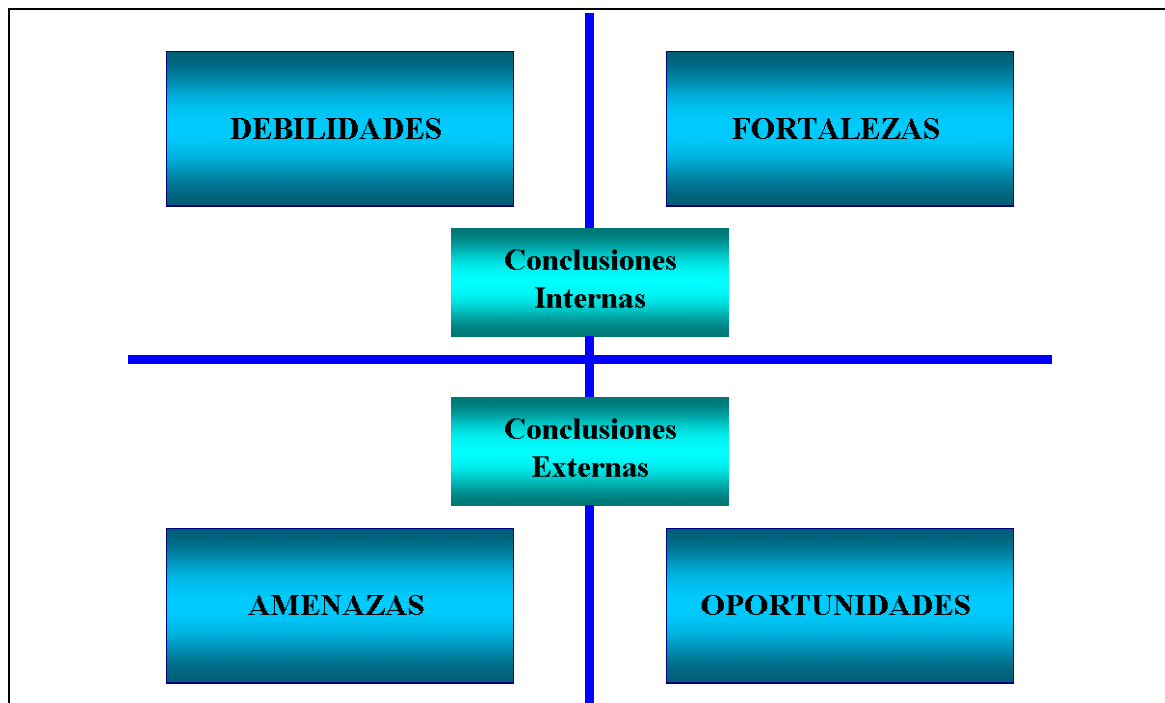 DEBILIDADES
FORTALEZAS
Conclusiones
Internas
Conclusiones
Externas
AMENAZAS
OPORTUNIDADES